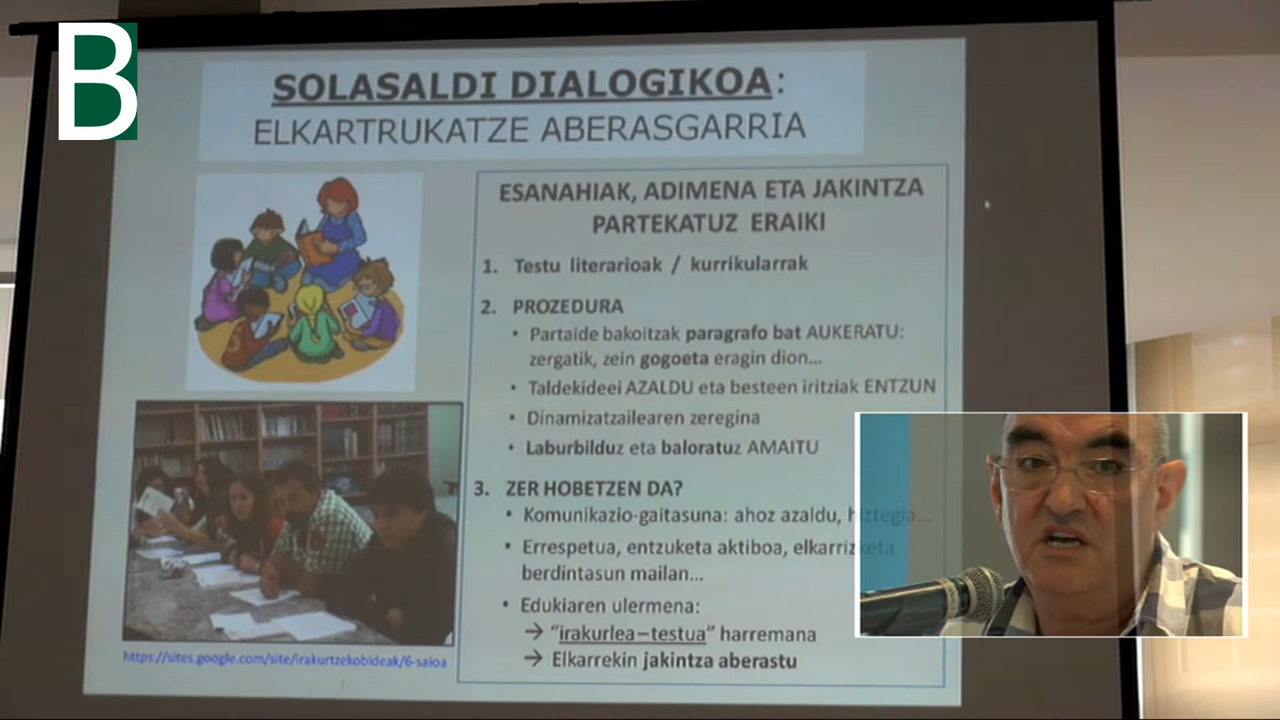 B
SOLASALDI DIALOGIKOA:
ELKARTRUKATZE ABERASGARRIA
ESANAHIAK, ADIMENA ETA JAKINTZA
PARTEKATUZ ERAIKI
1. Testu literarioak / kurrikularrak
2. PROZEDURA
• Partaide bakoitzak paragrafo bat AUKERATU:
zergatik, zein gogoeta eragin dion...
• Taldekideei AZALDU eta besteen iritziak ENTZUN
• Dinamizatzailearen zeregina
• Laburbilduz eta baloratuz AMAITU
3. ZER HOBETZEN DA?
• Komunikazio-gaitasuna: ahoz azaldu, hiztegia...
• Errespetua, entzuketa aktiboa, elkarrizketa
berdintasun mailan...
• Edukiaren ulermena:
→ "irakurlea–testua" harremana
→ Elkarrekin jakintza aberastu
https://sites.google.com/site/irakurtzekobideak/6-saioa